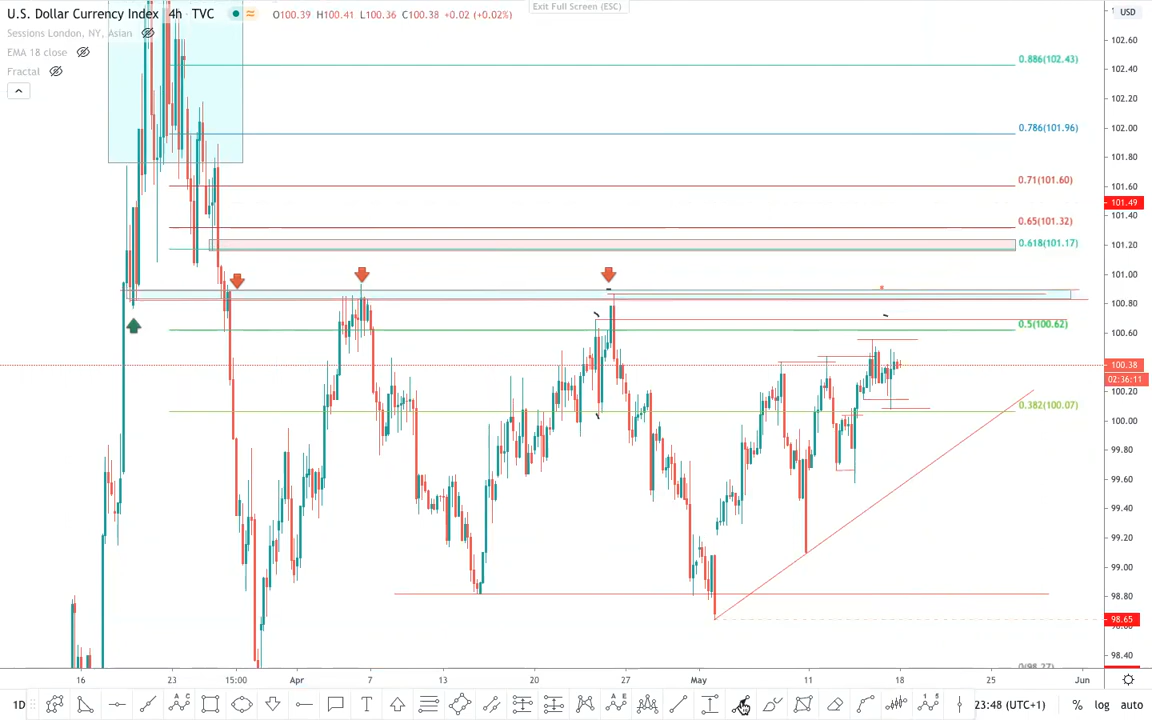 U.S. Dollar Currency Index 4h TVC O100.39 H100.41 L100.36 C100.38 +0.02 (+0.02%)
Exit Full Screen (ESC)
USD
Sessions London, NY, Asian
EMA 18 close
Fractal
102.60
0.886(102.43)
102.40
102.20
0.786(101.96)
102.00
101.80
0.71(101.60)
101.60
101.49
101.40
0.65(101.32)
0.618(101.17)
101.20
101.00
100.80
0.5(100.62)
100.60
100.38
02:36:11
100.20
0.382(100.07)
100.00
99.80
99.60
99.40
99.20
99.00
98.80
98.65
98.40
16 23 15:00 Apr 7 13 20 27 May 11 18 25 Jun
1D
A C
A E
1 5
23:48 (UTC+1) % log auto